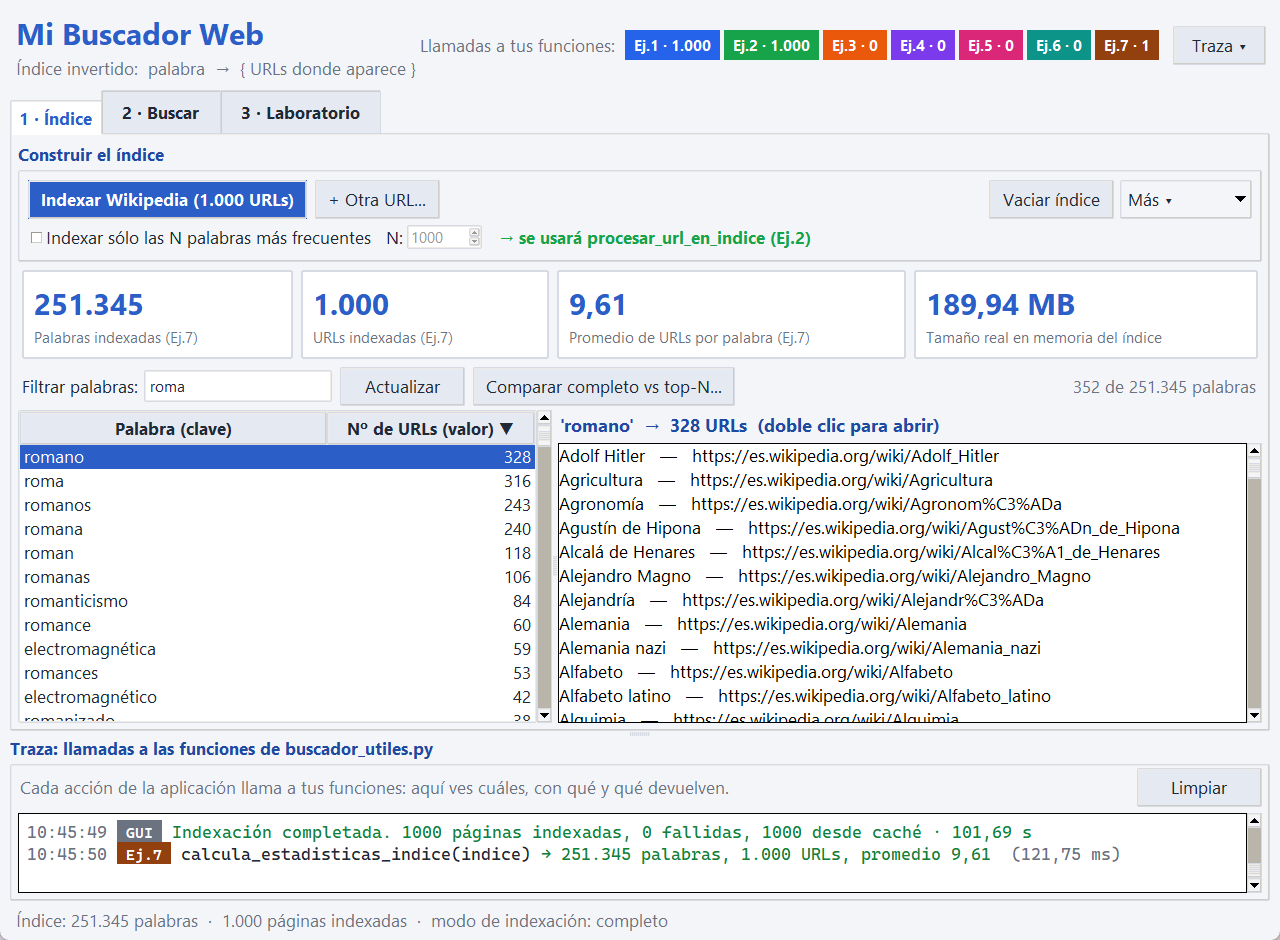 Mi Buscador Web
Índice invertido: palabra → { URLs donde aparece }
Llamadas a tus funciones: Ej.1 · 1.000 Ej.2 · 1.000 Ej.3 · 0 Ej.4 · 0 Ej.5 · 0 Ej.6 · 0 Ej.7 · 1 Traza ▾
1 · Índice 2 · Buscar 3 · Laboratorio
Construir el índice
Indexar Wikipedia (1.000 URLs) + Otra URL... Vaciar índice Más ▾
Indexar sólo las N palabras más frecuentes N: 1000 → se usará procesar_url_en_indice (Ej.2)
251.345 1.000 9,61 189,94 MB
Palabras indexadas (Ej.7) URLs indexadas (Ej.7) Promedio de URLs por palabra (Ej.7) Tamaño real en memoria del índice
Filtrar palabras: roma Actualizar Comparar completo vs top-N... 352 de 251.345 palabras
Palabra (clave) Nº de URLs (valor) ▼
romano 328
roma 316
romanos 243
romana 240
roman 118
romanas 106
romanticismo 84
romance 60
electromagnética 59
romances 53
electromagnético 42
romanizado 38
'romano' → 328 URLs (doble clic para abrir)
Adolf Hitler — https://es.wikipedia.org/wiki/Adolf_Hitler
Agricultura — https://es.wikipedia.org/wiki/Agricultura
Agronomía — https://es.wikipedia.org/wiki/Agronom%C3%ADa
Agustín de Hipona — https://es.wikipedia.org/wiki/Agust%C3%ADn_de_Hipona
Alcalá de Henares — https://es.wikipedia.org/wiki/Alcal%C3%A1_de_Henares
Alejandro Magno — https://es.wikipedia.org/wiki/Alejandro_Magno
Alejandría — https://es.wikipedia.org/wiki/Alejandr%C3%ADa
Alemania — https://es.wikipedia.org/wiki/Alemania
Alemania nazi — https://es.wikipedia.org/wiki/Alemania_nazi
Alfabeto — https://es.wikipedia.org/wiki/Alfabeto
Alfabeto latino — https://es.wikipedia.org/wiki/Alfabeto_latino
Alquimia — https://es.wikipedia.org/wiki/Alquimia
Traza: llamadas a las funciones de buscador_utiles.py
Cada acción de la aplicación llama a tus funciones: aquí ves cuáles, con qué y qué devuelven. Limpiar
10:45:49 GUI Indexación completada. 1000 páginas indexadas, 0 fallidas, 1000 desde caché · 101,69 s
10:45:50 Ej.7 calcula_estadisticas_indice(indice) → 251.345 palabras, 1.000 URLs, promedio 9,61 (121,75 ms)
Índice: 251.345 palabras · 1.000 páginas indexadas · modo de indexación: completo